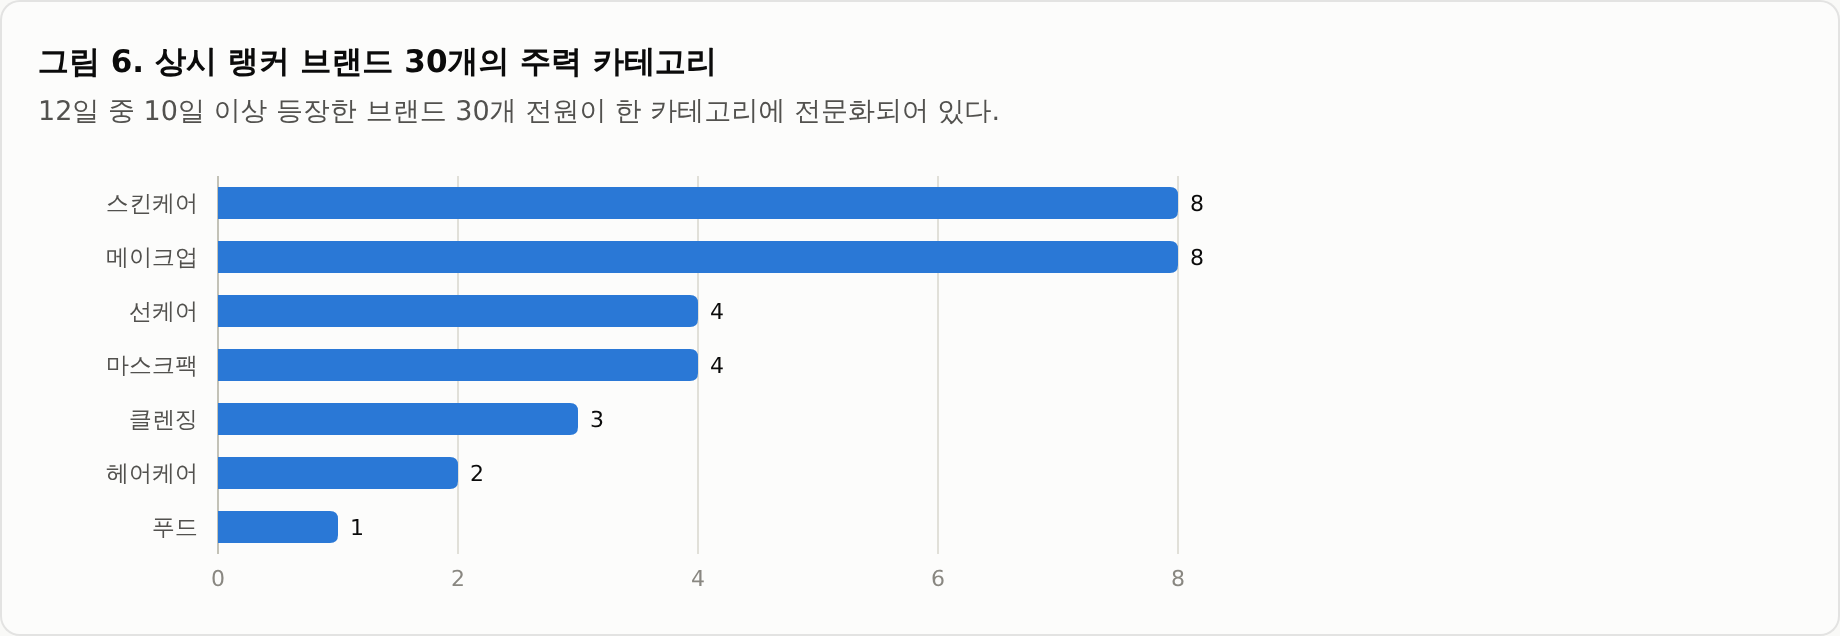 그림 6. 상시 랭커 브랜드 30개의 주력 카테고리
12일 중 10일 이상 등장한 브랜드 30개 전원이 한 카테고리에 전문화되어 있다.
스킨케어 8
메이크업 8
선케어 4
마스크팩 4
클렌징 3
헤어케어 2
푸드 1
0 2 4 6 8